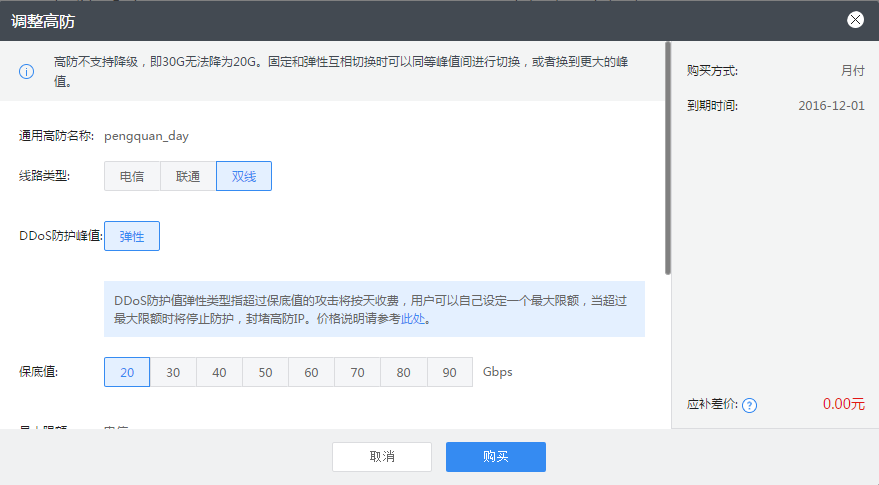 调整高防
高防不支持降级，即30G无法降为20G。固定和弹性互相切换时可以同等峰值间进行切换，或者换到更大的峰
值。
购买方式: 月付
到期时间: 2016-12-01
通用高防名称: pengquan_day
线路类型: 电信 联通 双线
DDoS防护峰值: 弹性
DDoS防护值弹性类型指超过保底值的攻击将按天收费，用户可以自己设定一个最大限额，当超过
最大限额时将停止防护，封堵高防IP。价格说明请参考此处。
保底值: 20 30 40 50 60 70 80 90 Gbps
应补差价: ? 0.00元
取消 购买